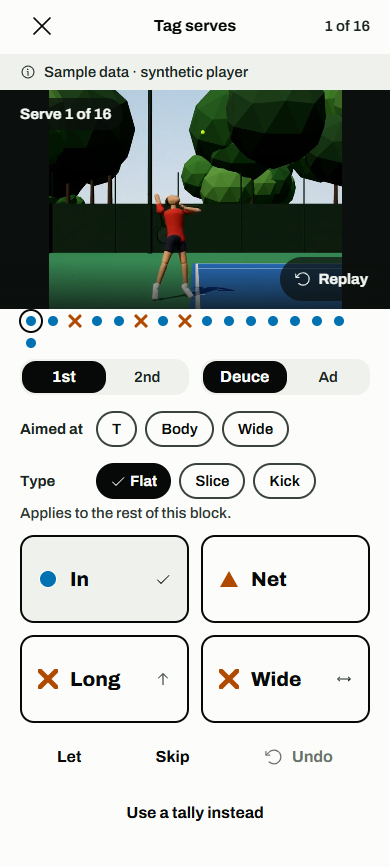 Tag serves
1 of 16
Sample data · synthetic player
Serve 1 of 16
Replay
1st
2nd
Deuce
Ad
Aimed at
T
Body
Wide
Type
Flat
Slice
Kick
Applies to the rest of this block.
In
Net
Long
Wide
Let
Skip
Undo
Use a tally instead